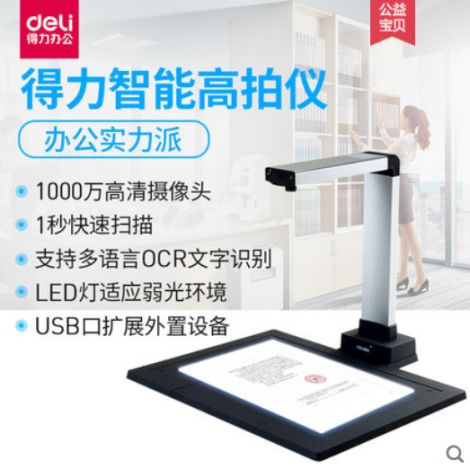 deli
得力办公
公益
宝贝
得力智能高拍仪
办公实力派
1000万高清摄像头
1秒快速扫描
支持多语言OCR文字识别
LED灯适应弱光环境
USB口扩展外置设备